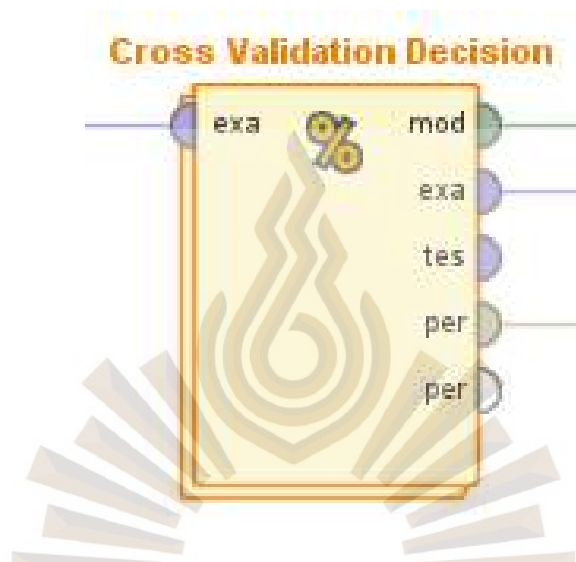 Cross Validation Decision
exa % mod
exa
tes
per
per